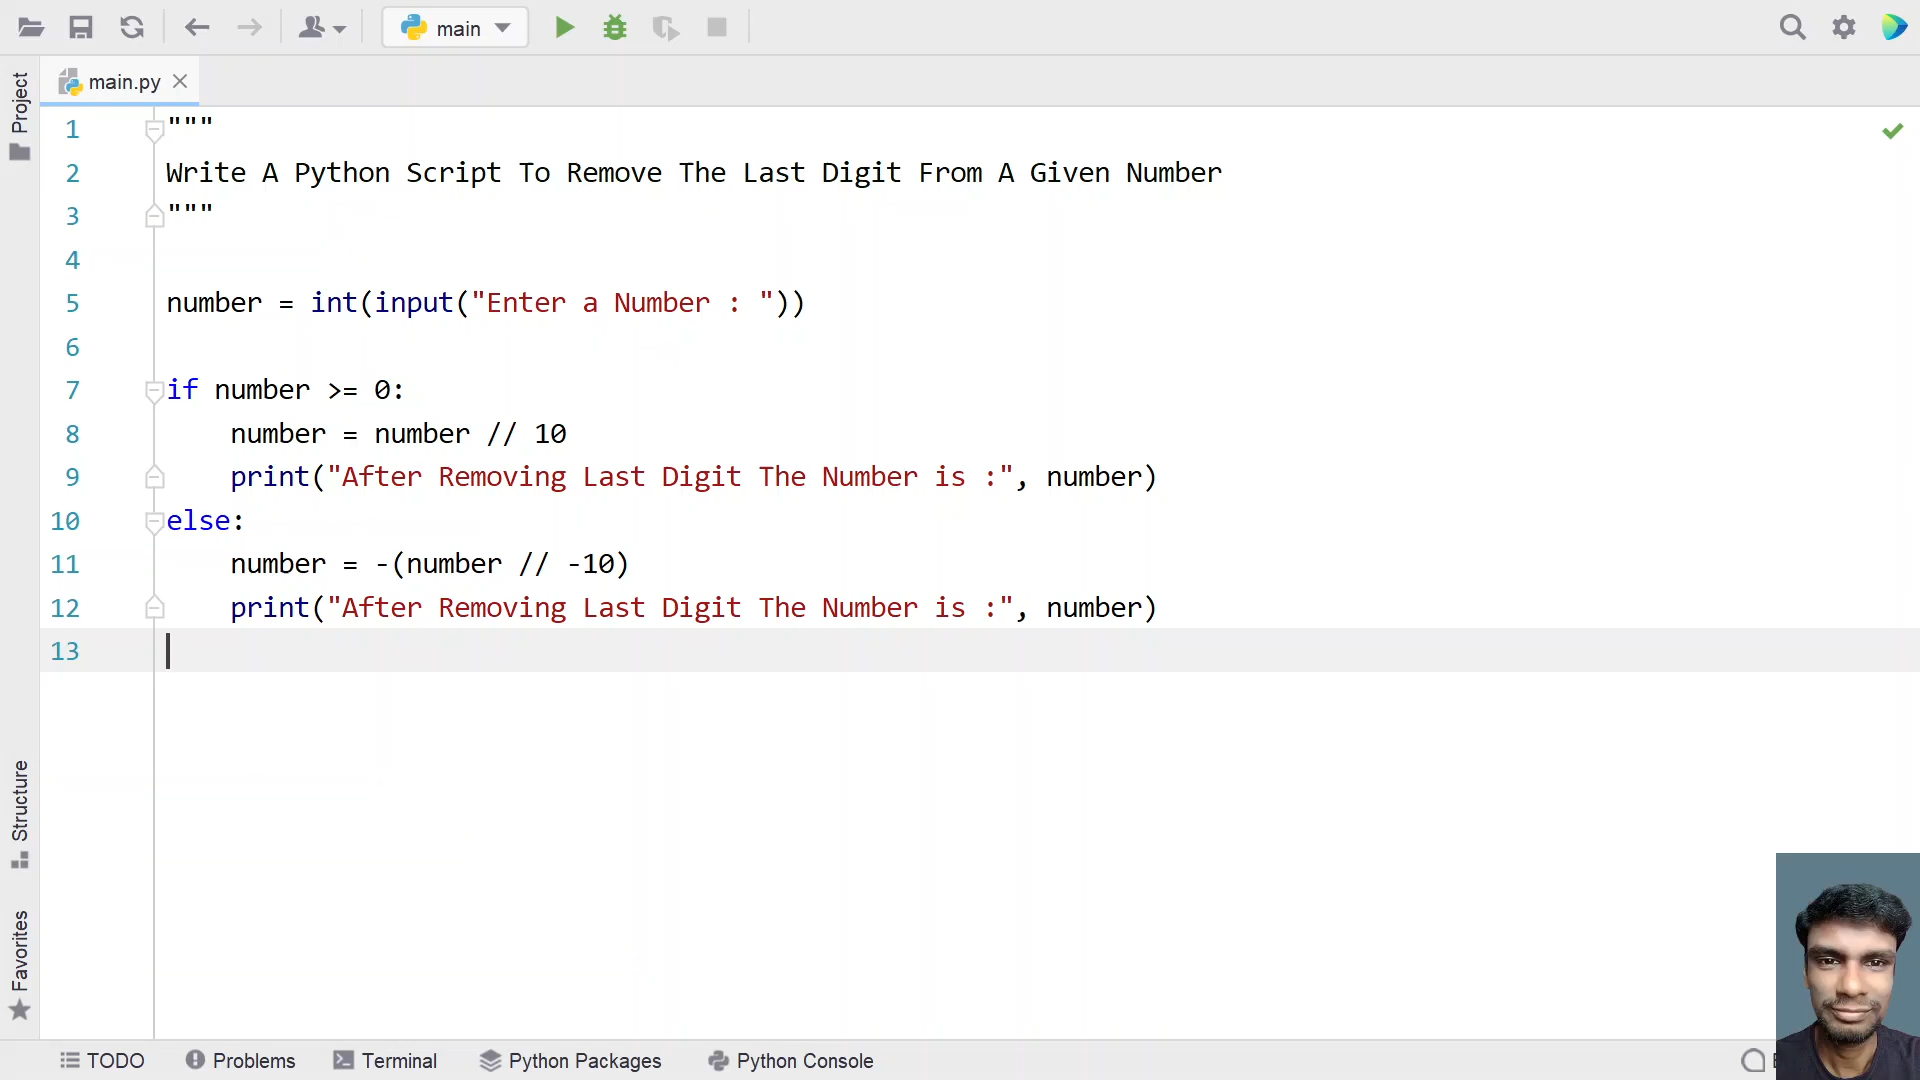 main
main.py
Project
1 """
2 Write A Python Script To Remove The Last Digit From A Given Number
3 """
4
5 number = int(input("Enter a Number : "))
6
7 if number >= 0:
8     number = number // 10
9     print("After Removing Last Digit The Number is :", number)
10 else:
11     number = -(number // -10)
12     print("After Removing Last Digit The Number is :", number)
13
Structure
Favorites
TODO Problems Terminal Python Packages Python Console